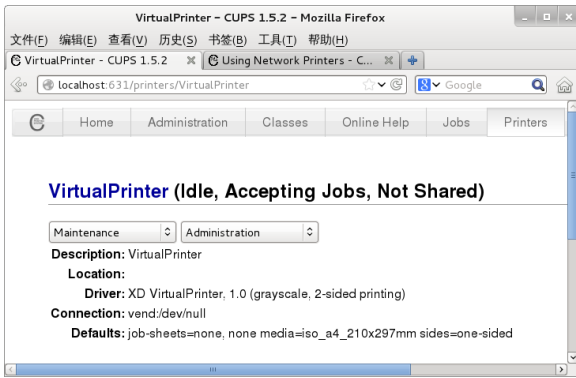 VirtualPrinter - CUPS 1.5.2 - Mozilla Firefox
文件(F) 编辑(E) 查看(V) 历史(S) 书签(B) 工具(T) 帮助(H)
VirtualPrinter - CUPS 1.5.2 Using Network Printers - C...
localhost:631/printers/VirtualPrinter Google
Home Administration Classes Online Help Jobs Printers
VirtualPrinter (Idle, Accepting Jobs, Not Shared)
Maintenance Administration
Description: VirtualPrinter
Location:
Driver: XD VirtualPrinter, 1.0 (grayscale, 2-sided printing)
Connection: vend:/dev/null
Defaults: job-sheets=none, none media=iso_a4_210x297mm sides=one-sided